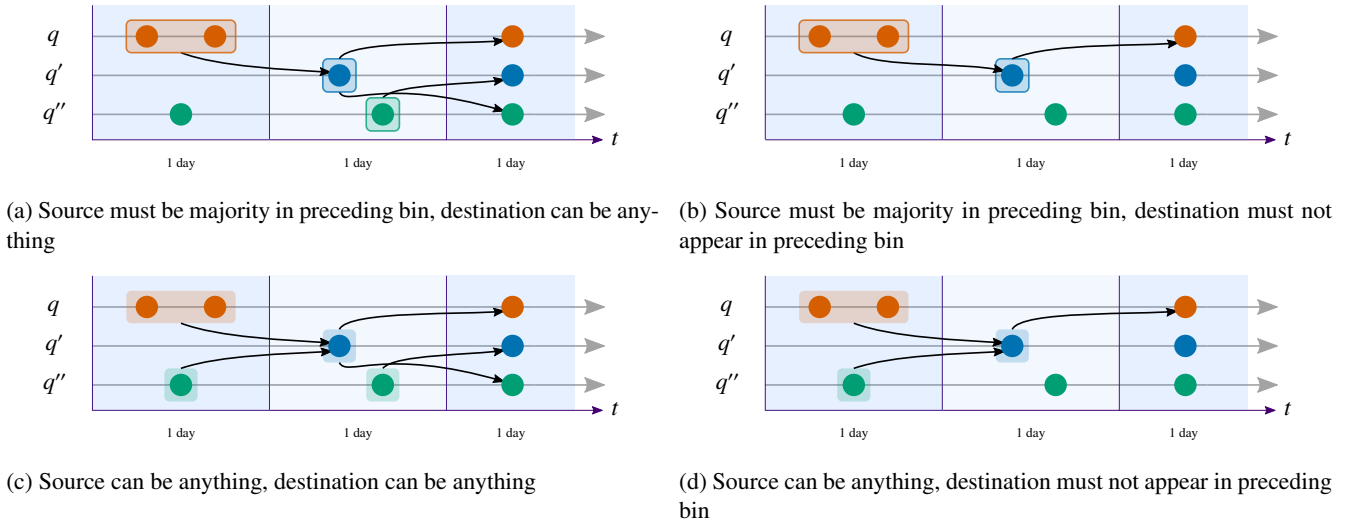 q
q′
q′′
t
1 day
1 day
1 day
(a) Source must be majority in preceding bin, destination can be any-
thing
q
q′
q′′
t
1 day
1 day
1 day
(b) Source must be majority in preceding bin, destination must not
appear in preceding bin
q
q′
q′′
t
1 day
1 day
1 day
(c) Source can be anything, destination can be anything
q
q′
q′′
t
1 day
1 day
1 day
(d) Source can be anything, destination must not appear in preceding
bin